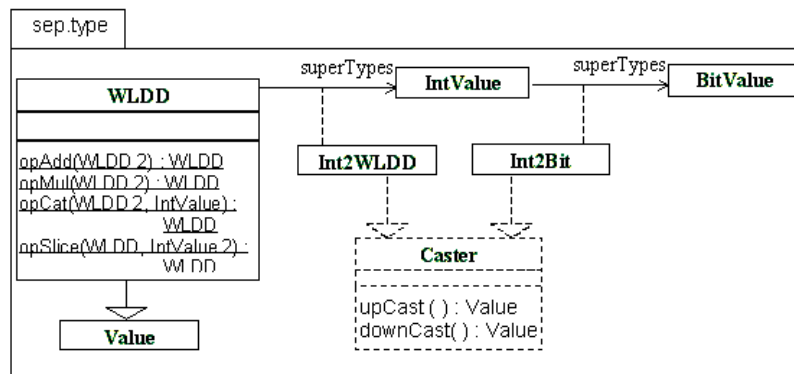 sep.type
superTypes
superTypes
WLDD
IntValue
BitValue
opAdd(WLDD 2) : WLDD
opMul(WLDD 2) : WLDD
opCat(WLDD 2, IntValue) :
WLDD
opSlice(WLDD, IntValue 2) :
WLDD
Int2WLDD
Int2Bit
Caster
upCast ( ) : Value
downCast( ) : Value
Value